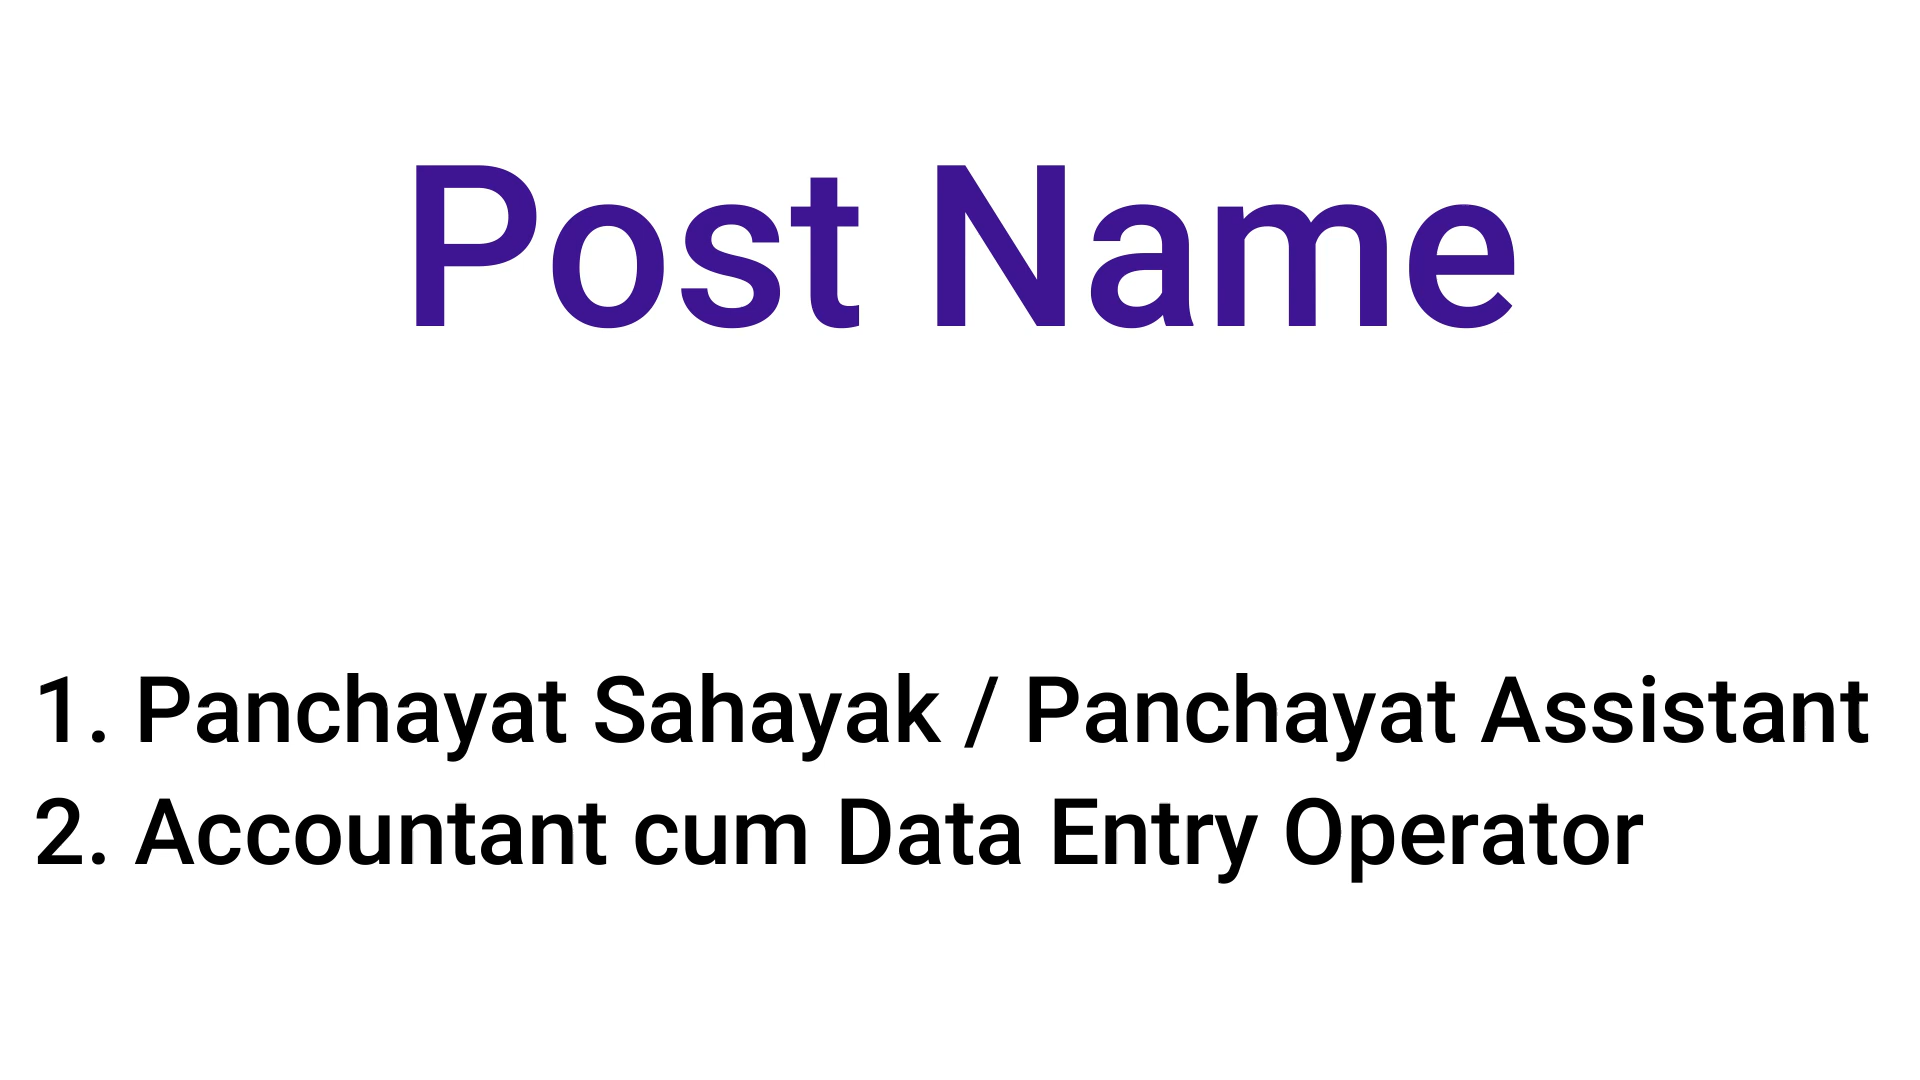 Post Name
1. Panchayat Sahayak / Panchayat Assistant
2. Accountant cum Data Entry Operator